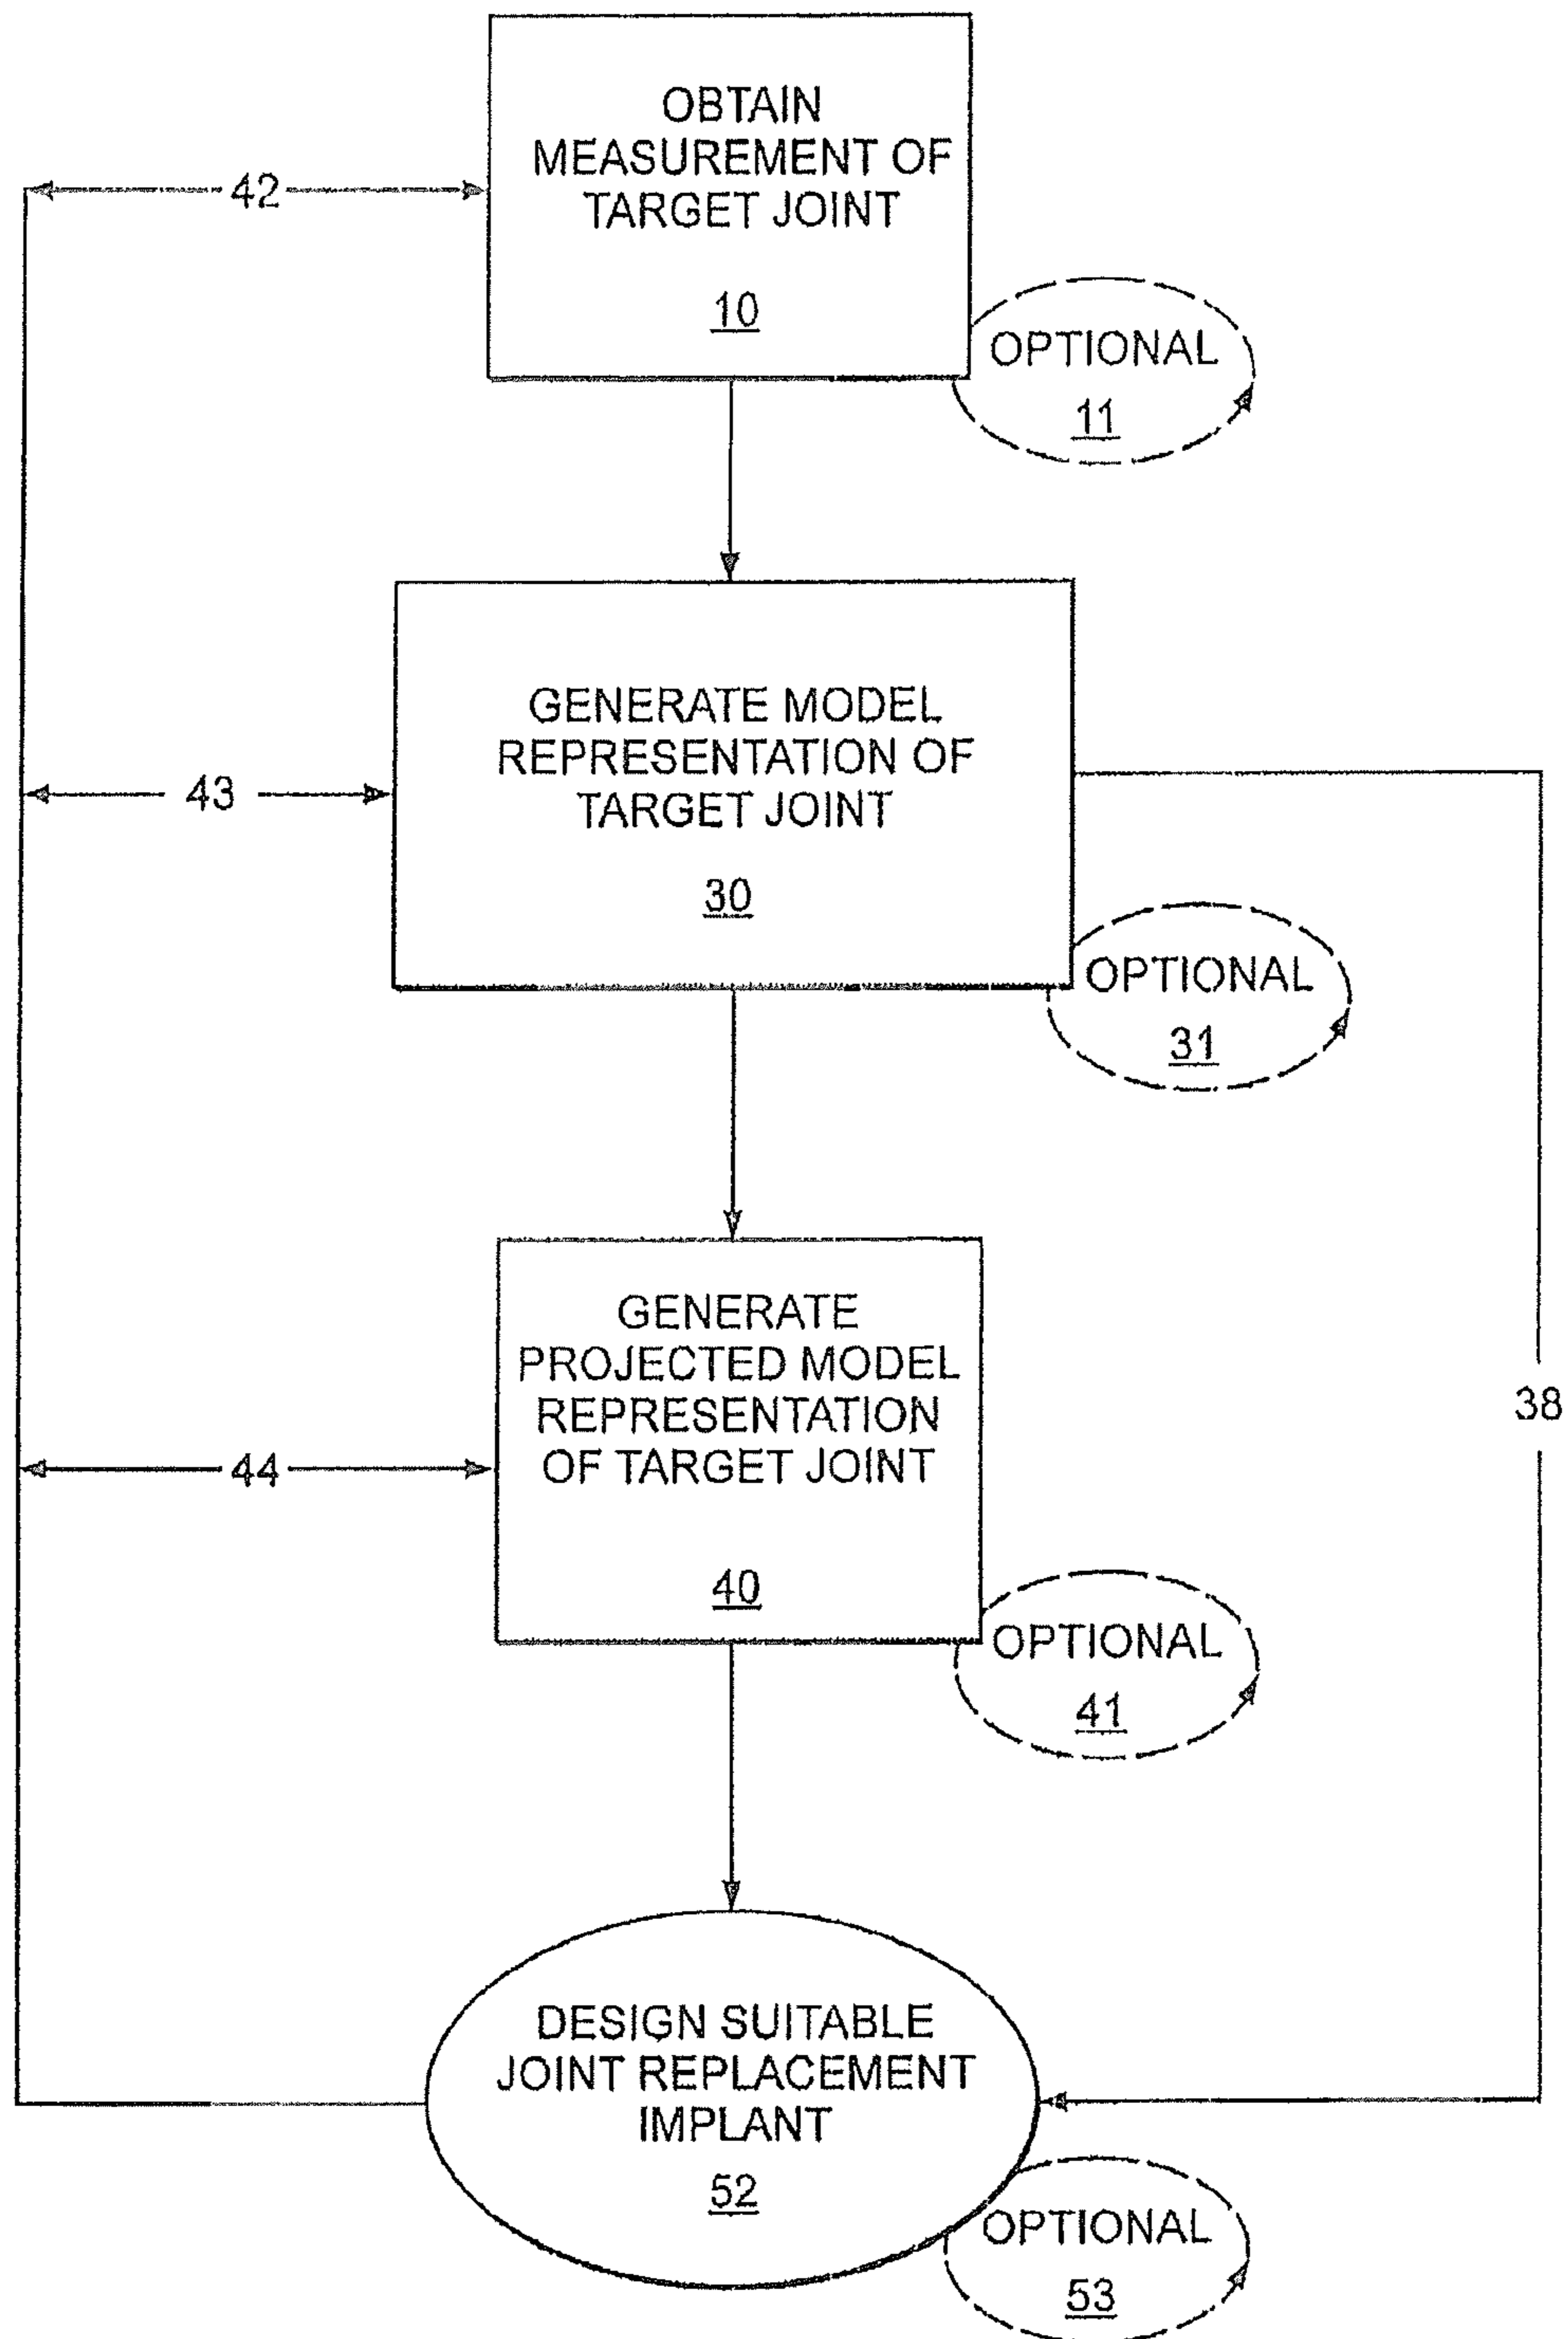 OBTAIN
MEASUREMENT OF
TARGET JOINT
10
42
OPTIONAL
11
GENERATE MODEL
REPRESENTATION OF
TARGET JOINT
30
43
OPTIONAL
31
38
GENERATE
PROJECTED MODEL
REPRESENTATION
OF TARGET JOINT
40
44
OPTIONAL
41
DESIGN SUITABLE
JOINT REPLACEMENT
IMPLANT
52
OPTIONAL
53